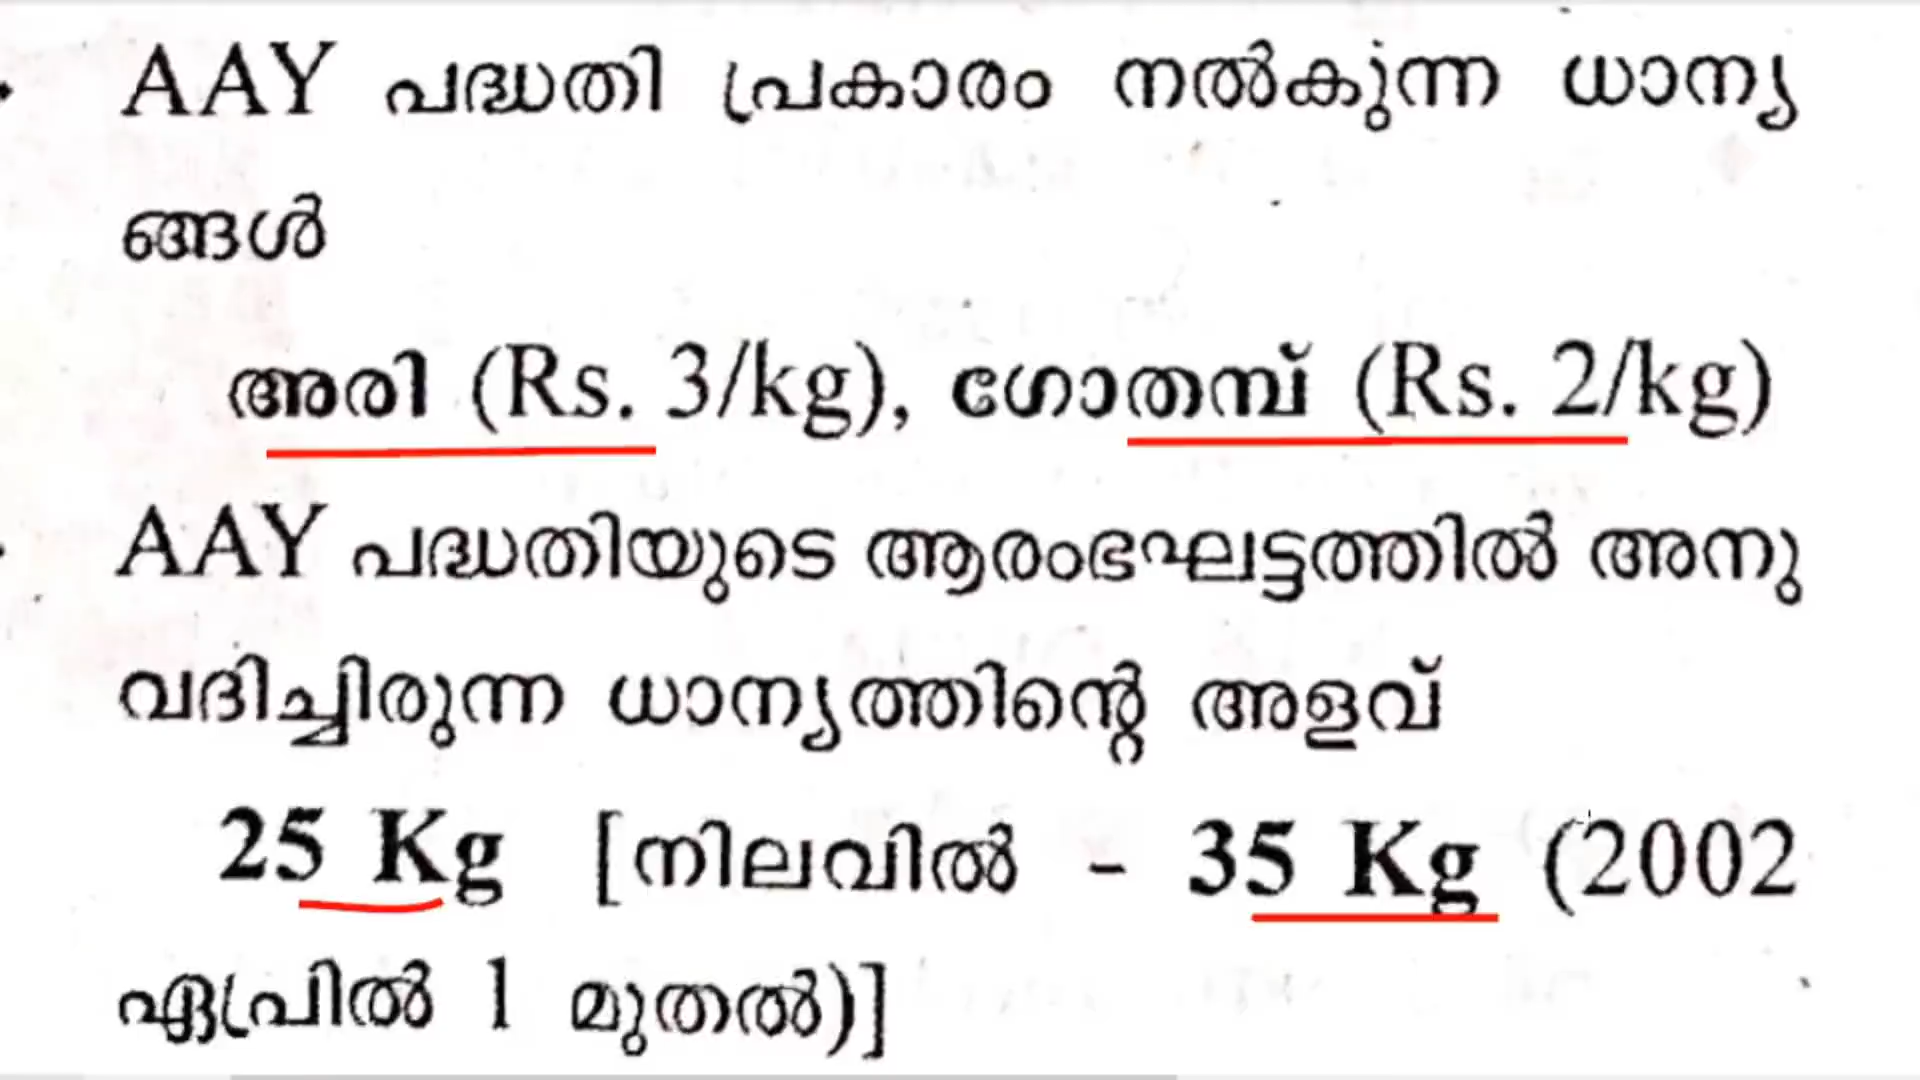 AAY പദ്ധതി പ്രകാരം നൽകുന്ന ധാന്യ
ങ്ങൾ
അരി (Rs. 3/kg), ഗോതമ്പ് (Rs. 2/kg)
AAY പദ്ധതിയുടെ ആരംഭഘട്ടത്തിൽ അനു
വദിച്ചിരുന്ന ധാന്യത്തിന്റെ അളവ്
25 Kg [നിലവിൽ - 35 Kg (2002
ഏപ്രിൽ 1 മുതൽ)]